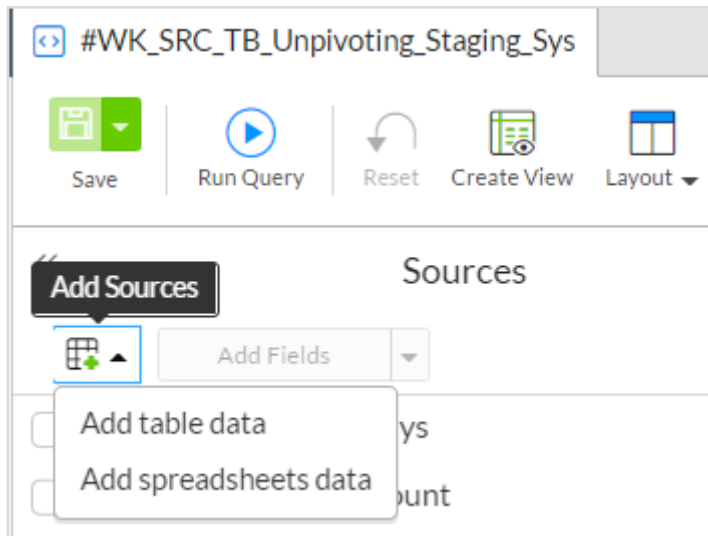 #WK_SRC_TB_Unpivoting_Staging_Sys
Save
Run Query
Reset
Create View
Layout
Add Sources
Sources
Add Fields
Add table data
ys
Add spreadsheets data
ount